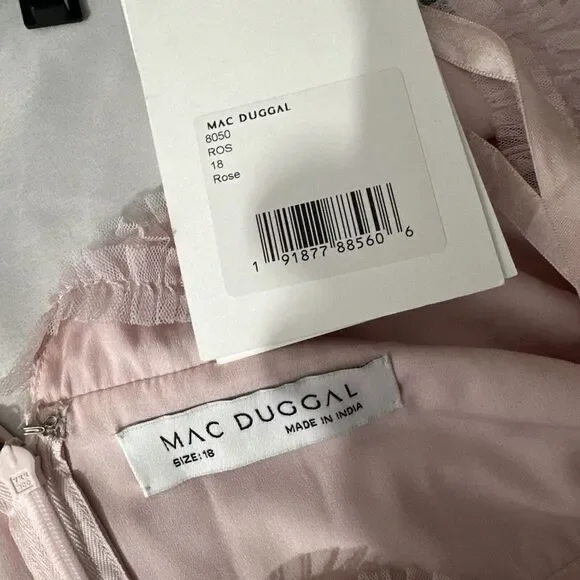 MAC DUGGAL
8050
ROS
18
Rose
1 91877 88560 6
MAC DUGGAL
SIZE:18 MADE IN INDIA